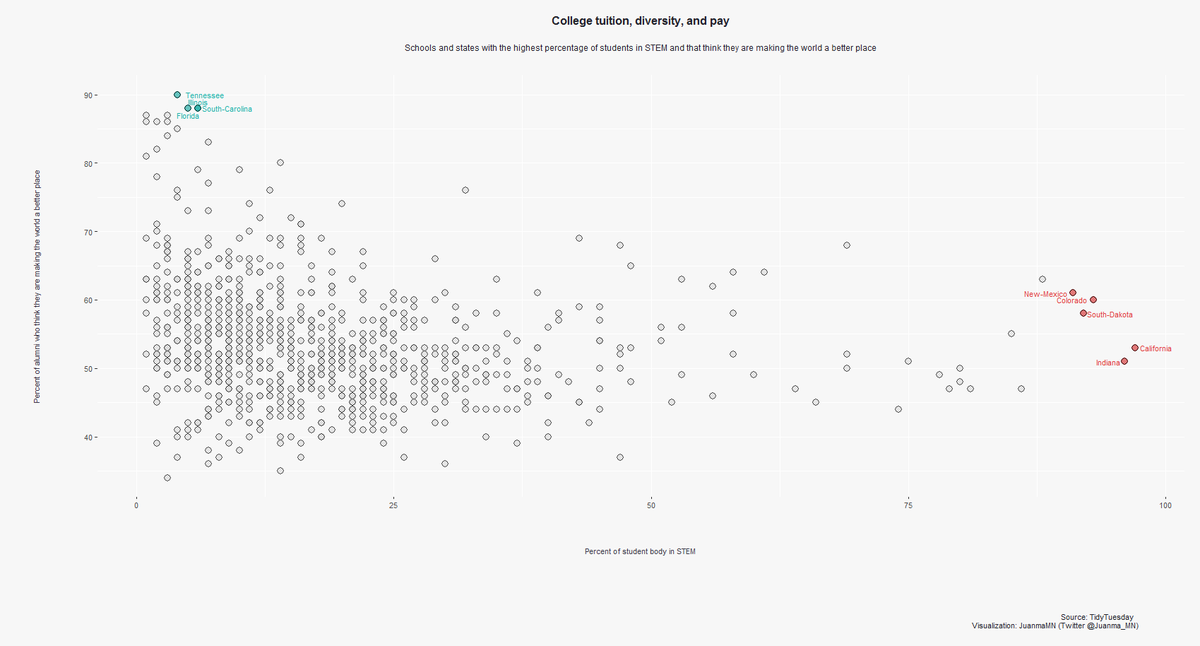 College tuition, diversity, and pay
Schools and states with the highest percentage of students in STEM and that think they are making the world a better place
Percent of alumni who think they are making the world a better place
90
80
70
60
50
40
Tennessee
Illinois
South-Carolina
Florida
New-Mexico
Colorado
South-Dakota
California
Indiana
0
25
50
75
100
Percent of student body in STEM
Source: TidyTuesday
Visualization: JuanmaMN (Twitter @Juanma_MN)